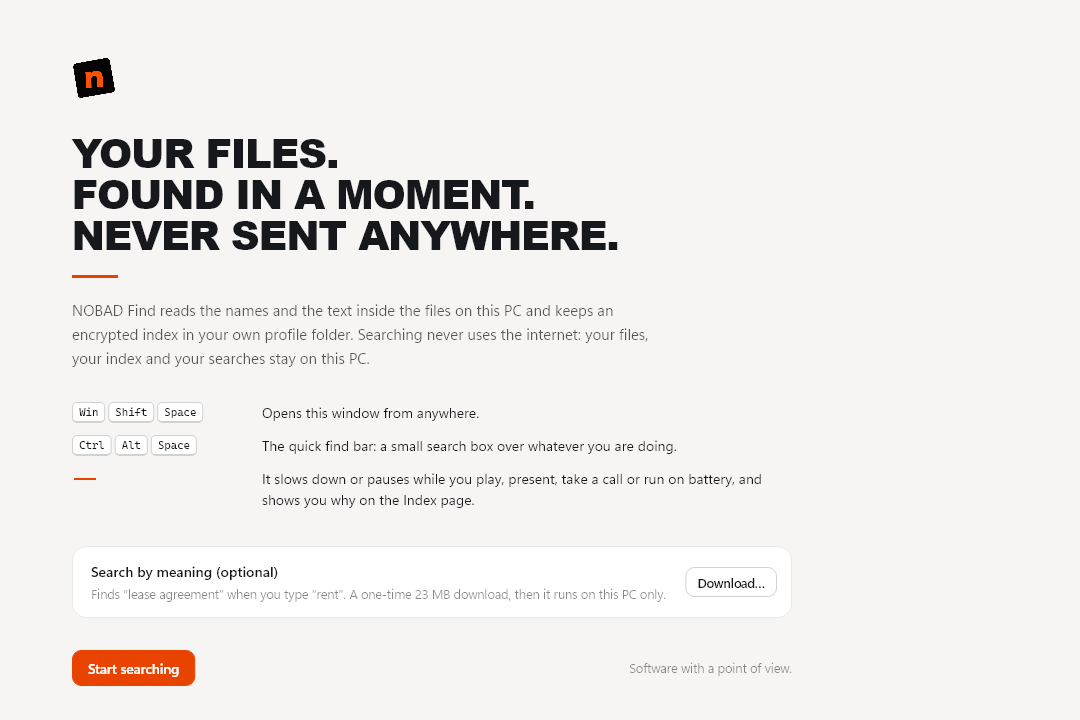 n
YOUR FILES.
FOUND IN A MOMENT.
NEVER SENT ANYWHERE.
NOBAD Find reads the names and the text inside the files on this PC and keeps an
encrypted index in your own profile folder. Searching never uses the internet: your files,
your index and your searches stay on this PC.
Win Shift Space Opens this window from anywhere.
Ctrl Alt Space The quick find bar: a small search box over whatever you are doing.
It slows down or pauses while you play, present, take a call or run on battery, and
shows you why on the Index page.
Search by meaning (optional)
Finds "lease agreement" when you type "rent". A one-time 23 MB download, then it runs on this PC only.
Download...
Start searching
Software with a point of view.